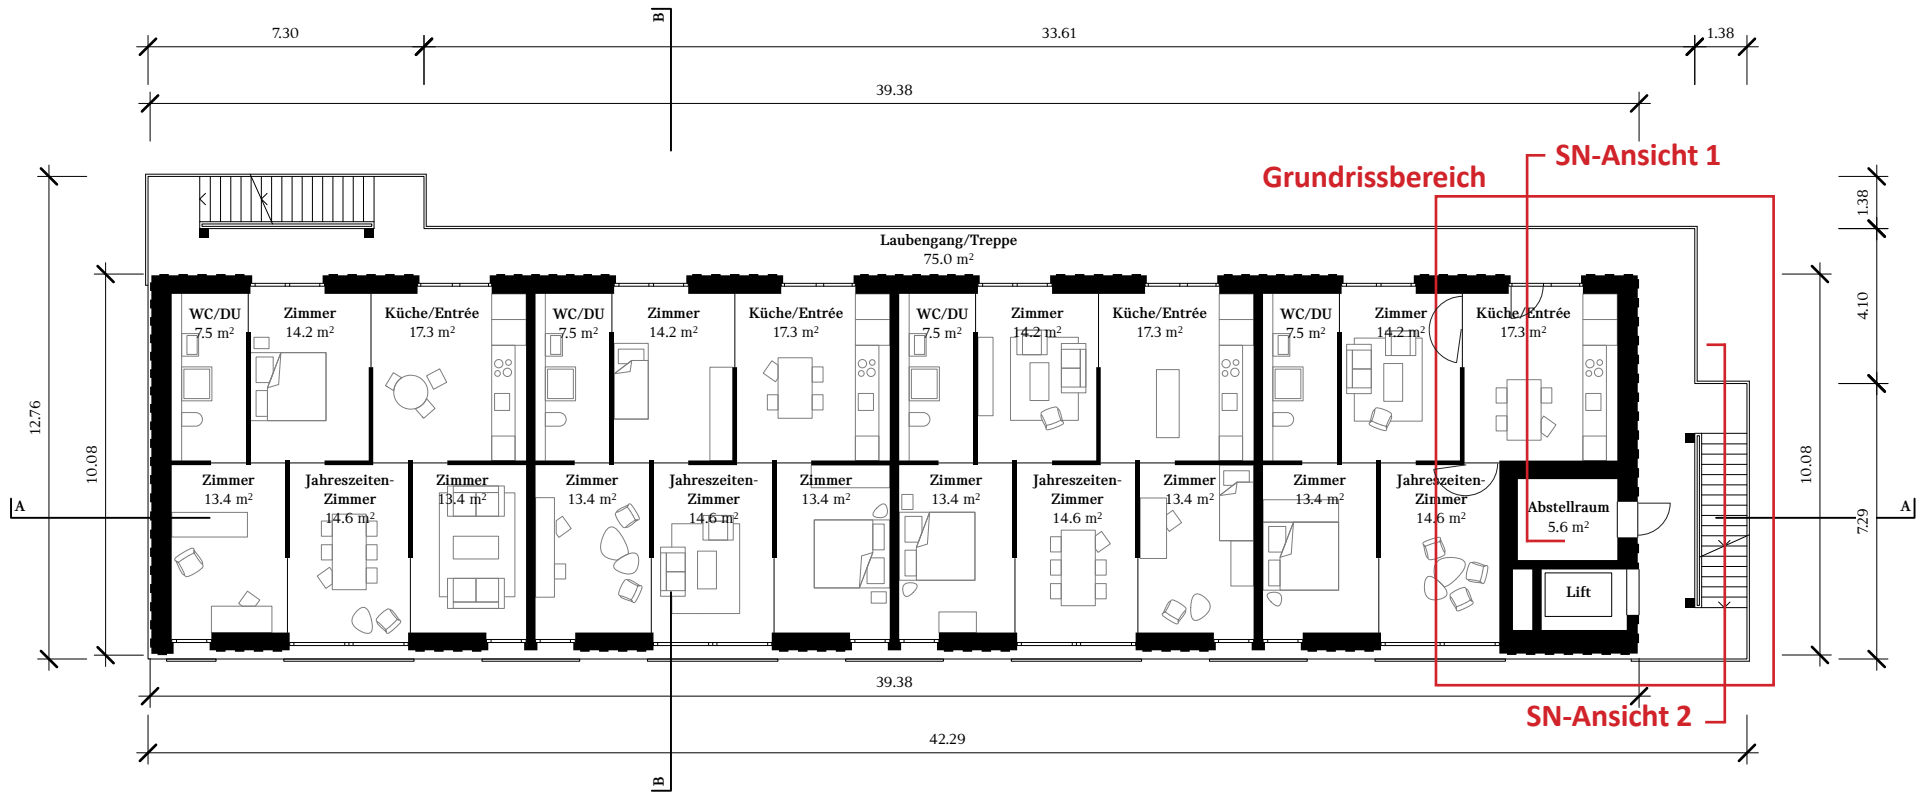 B
7.30
33.61
1.38
39.38
SN-Ansicht 1
Grundrissbereich
1.38
Laubengang/Treppe
75.0 m²
WC/DU
7.5 m²
Zimmer
14.2 m²
Küche/Entrée
17.3 m²
WC/DU
7.5 m²
Zimmer
14.2 m²
Küche/Entrée
17.3 m²
WC/DU
7.5 m²
Zimmer
14.2 m²
Küche/Entrée
17.3 m²
WC/DU
7.5 m²
Zimmer
14.2 m²
Küche/Entrée
17.3 m²
4.10
12.76
10.08
10.08
7.29
Zimmer
13.4 m²
Jahreszeiten-
Zimmer
14.6 m²
Zimmer
13.4 m²
Zimmer
13.4 m²
Jahreszeiten-
Zimmer
14.6 m²
Zimmer
13.4 m²
Zimmer
13.4 m²
Jahreszeiten-
Zimmer
14.6 m²
Zimmer
13.4 m²
Zimmer
13.4 m²
Jahreszeiten-
Zimmer
14.6 m²
Abstellraum
5.6 m²
A
A
Lift
39.38
SN-Ansicht 2
42.29
B